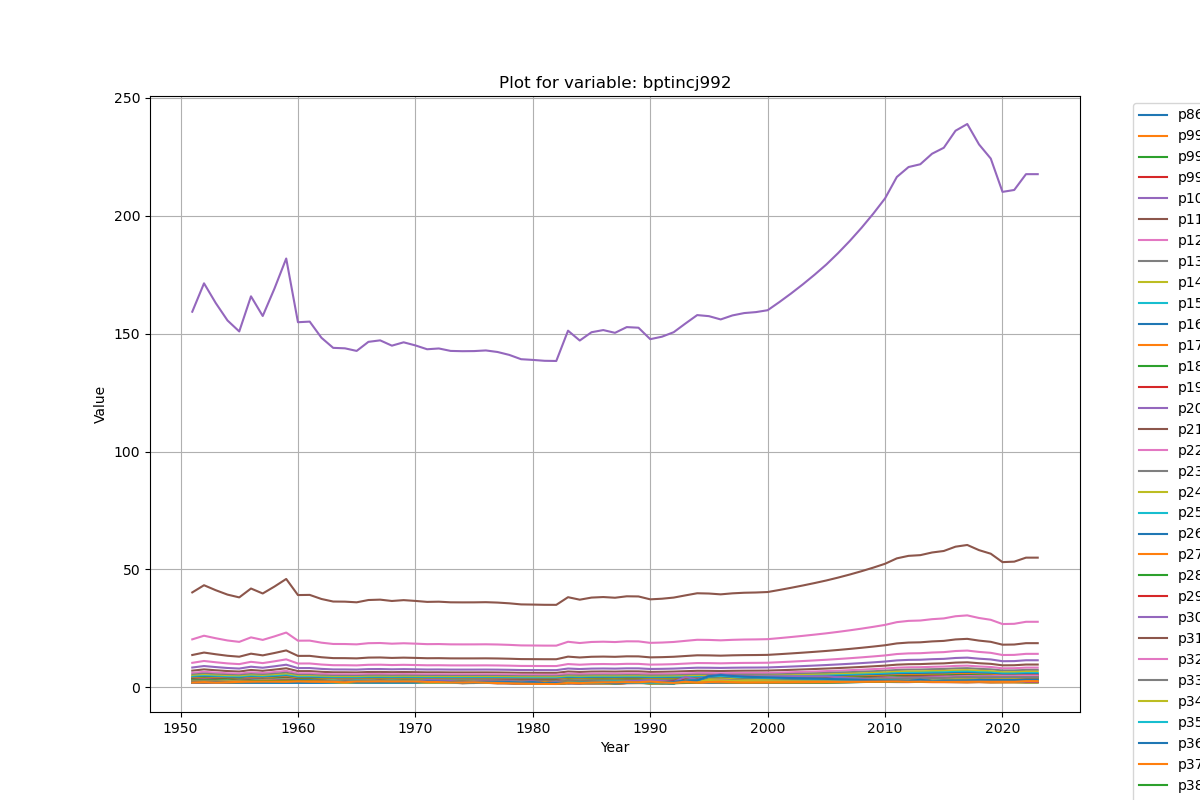 Plot for variable: bptincj992
250
200
150
100
50
0
Value
1950
1960
1970
1980
1990
2000
2010
2020
Year
p86
p99
p99
p99
p10
p11
p12
p13
p14
p15
p16
p17
p18
p19
p20
p21
p22
p23
p24
p25
p26
p27
p28
p29
p30
p31
p32
p33
p34
p35
p36
p37
p38